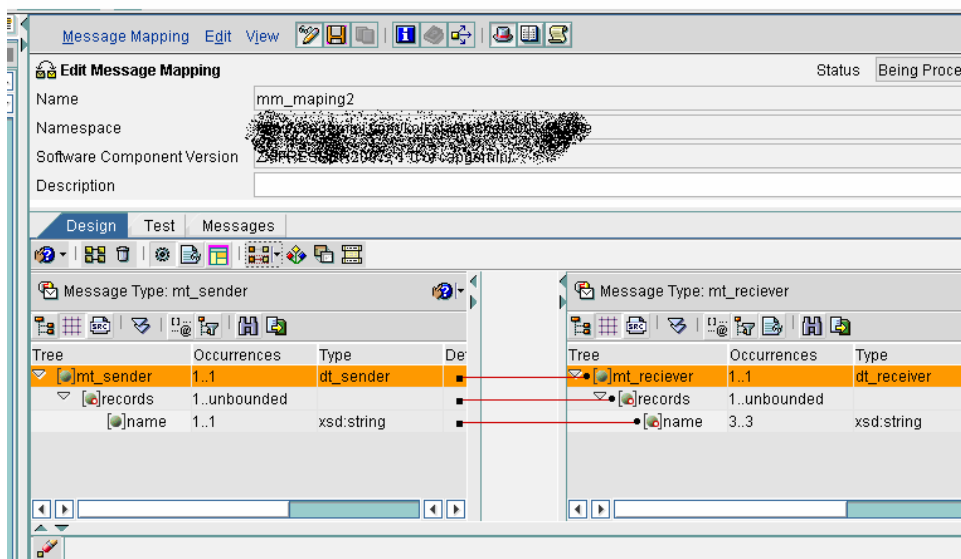 Message Mapping Edit View
Edit Message Mapping Status Being Proce
Name mm_maping2
Namespace
Software Component Version
Description
Design Test Messages
Message Type: mt_sender Message Type: mt_reciever
SRC SRC
Tree Occurrences Type De Tree Occurrences Type
[]mt_sender 1..1 dt_sender []mt_reciever 1..1 dt_receiver
[]records 1..unbounded []records 1..unbounded
[]name 1..1 xsd:string []name 3..3 xsd:string